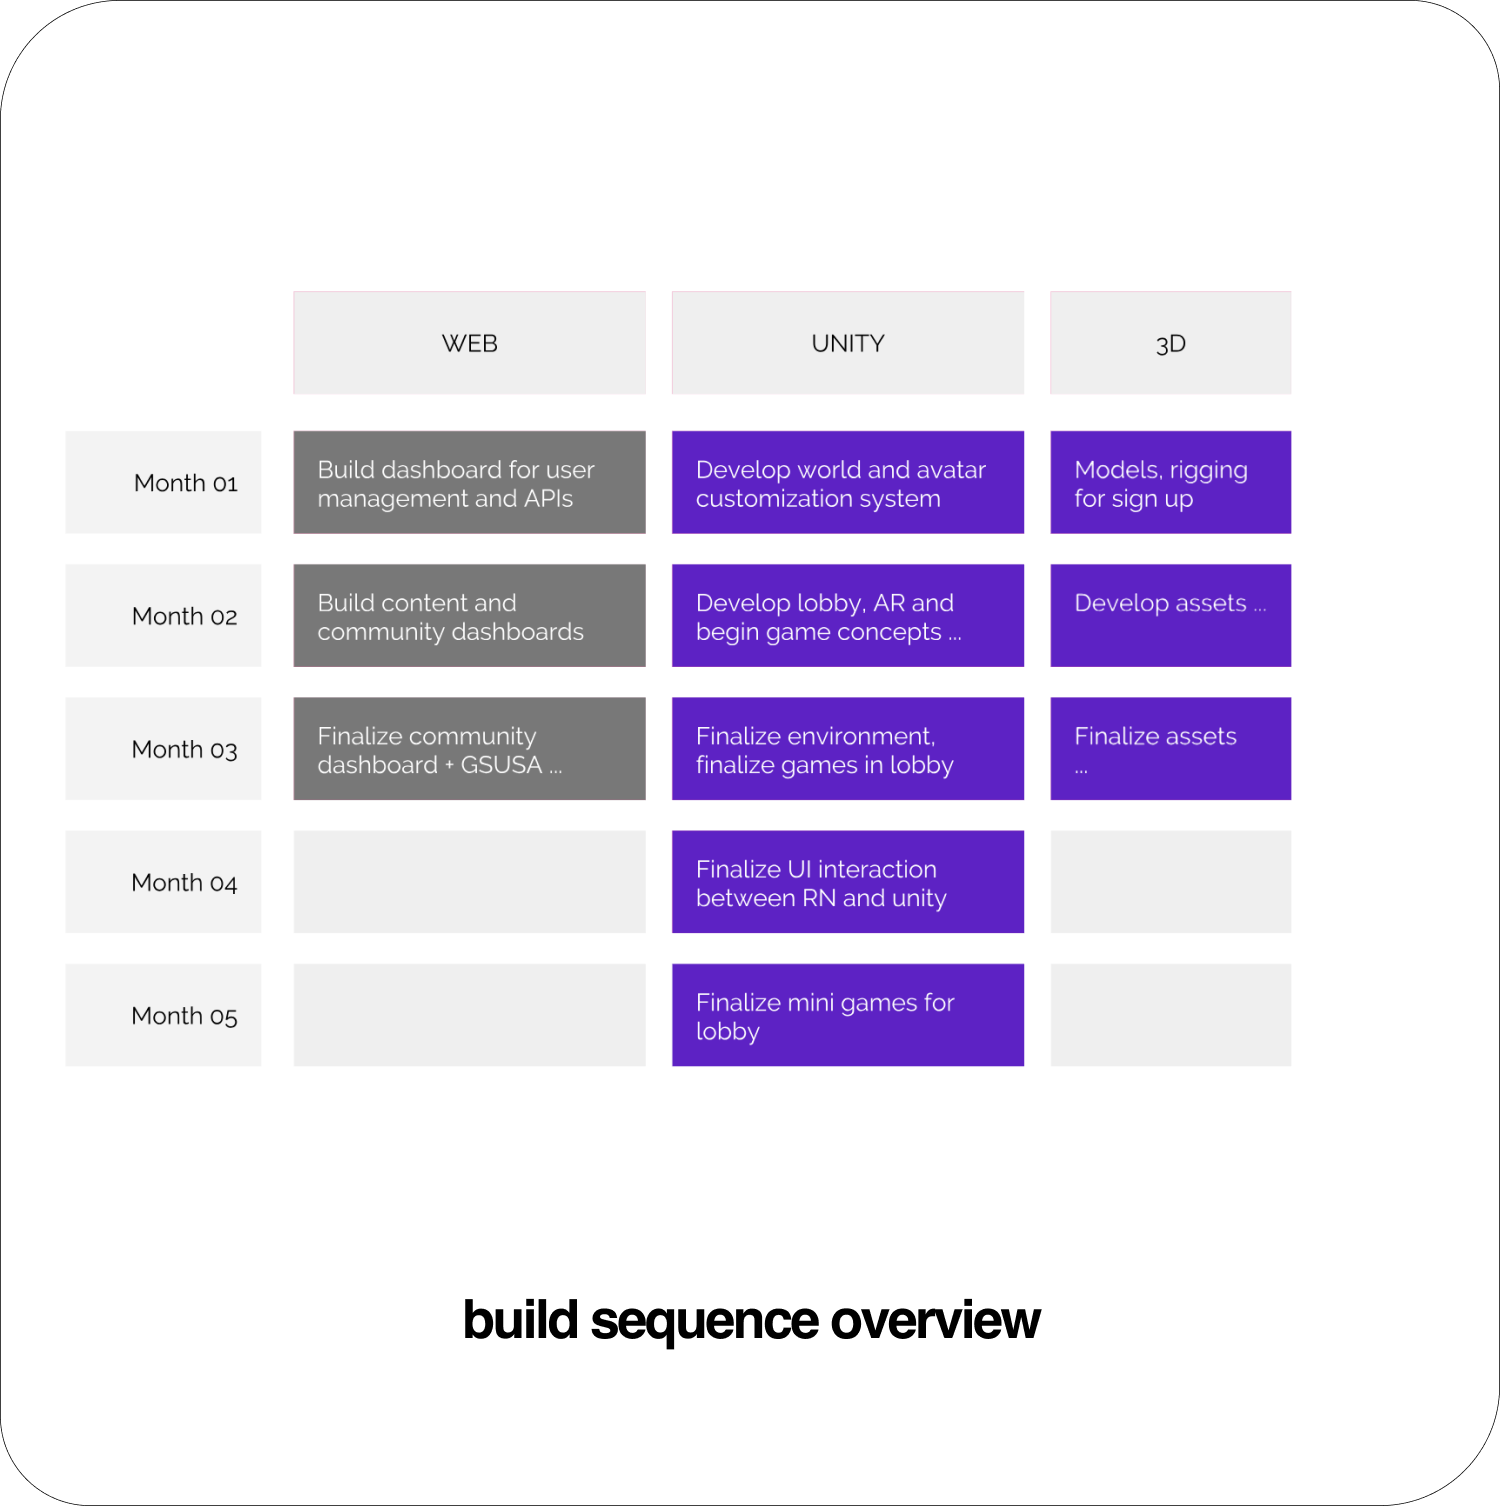 WEB UNITY 3D
Month 01
Build dashboard for user
management and APIs
Develop world and avatar
customization system
Models, rigging
for sign up
Month 02
Build content and
community dashboards
Develop lobby, AR and
begin game concepts ...
Develop assets ...
Month 03
Finalize community
dashboard + GSUSA ...
Finalize environment,
finalize games in lobby
Finalize assets
...
Month 04
Finalize UI interaction
between RN and unity
Month 05
Finalize mini games for
lobby
build sequence overview